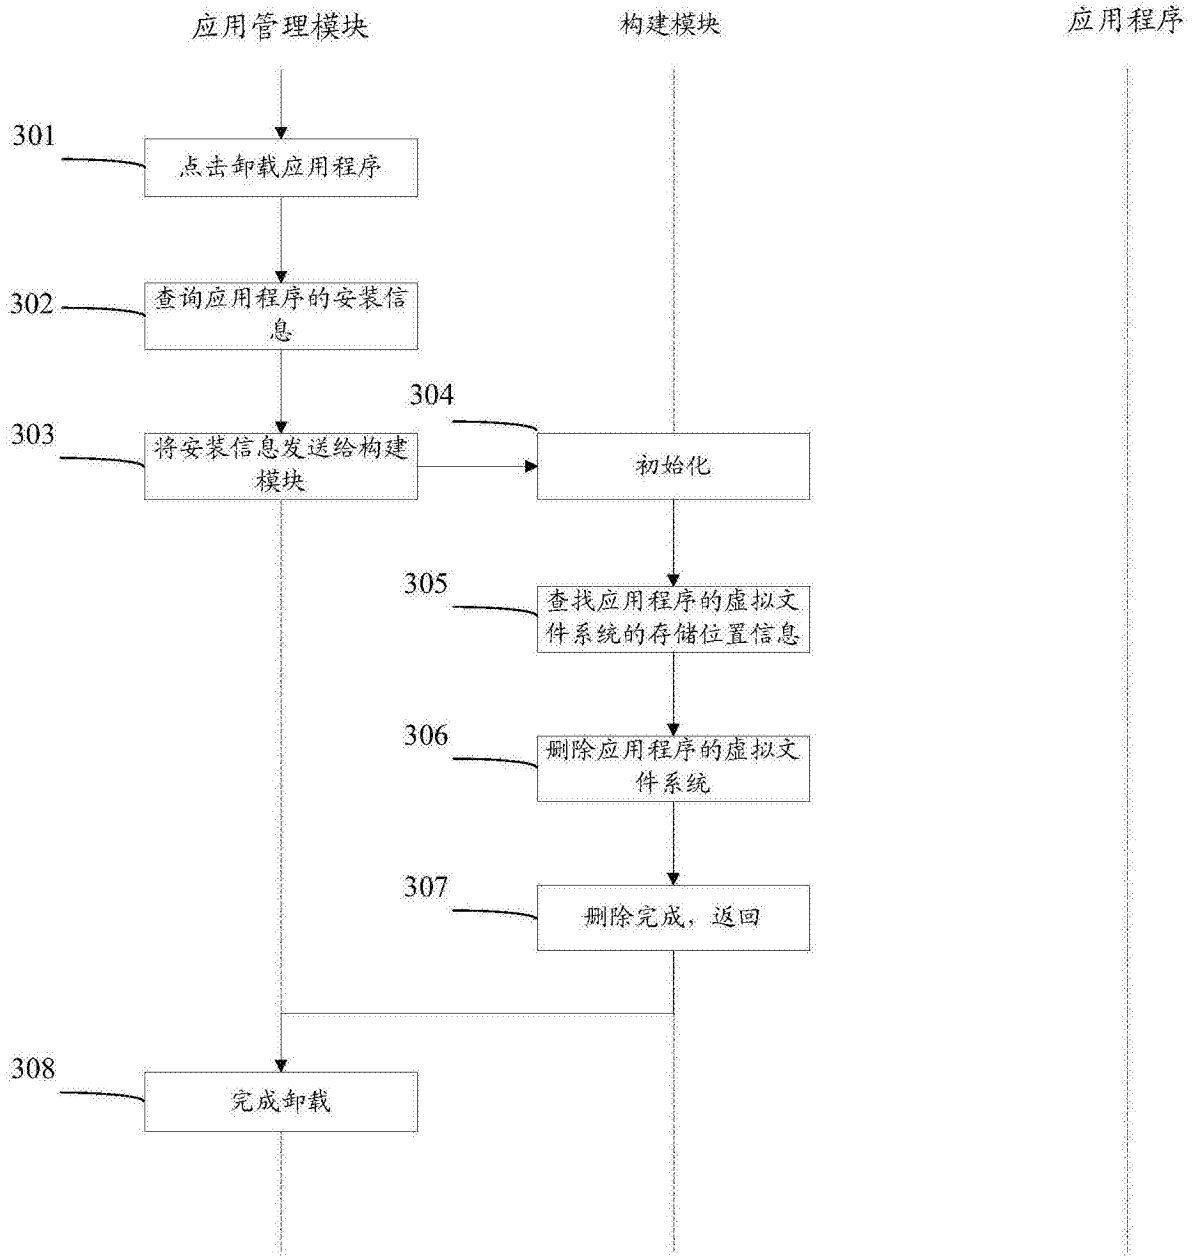 应用管理模块
构建模块
应用程序
301
点击卸载应用程序
302
查询应用程序的安装信
息
303
将安装信息发送给构建
模块
304
初始化
305
查找应用程序的虚拟文
件系统的存储位置信息
306
删除应用程序的虚拟文
件系统
307
删除完成，返回
308
完成卸载